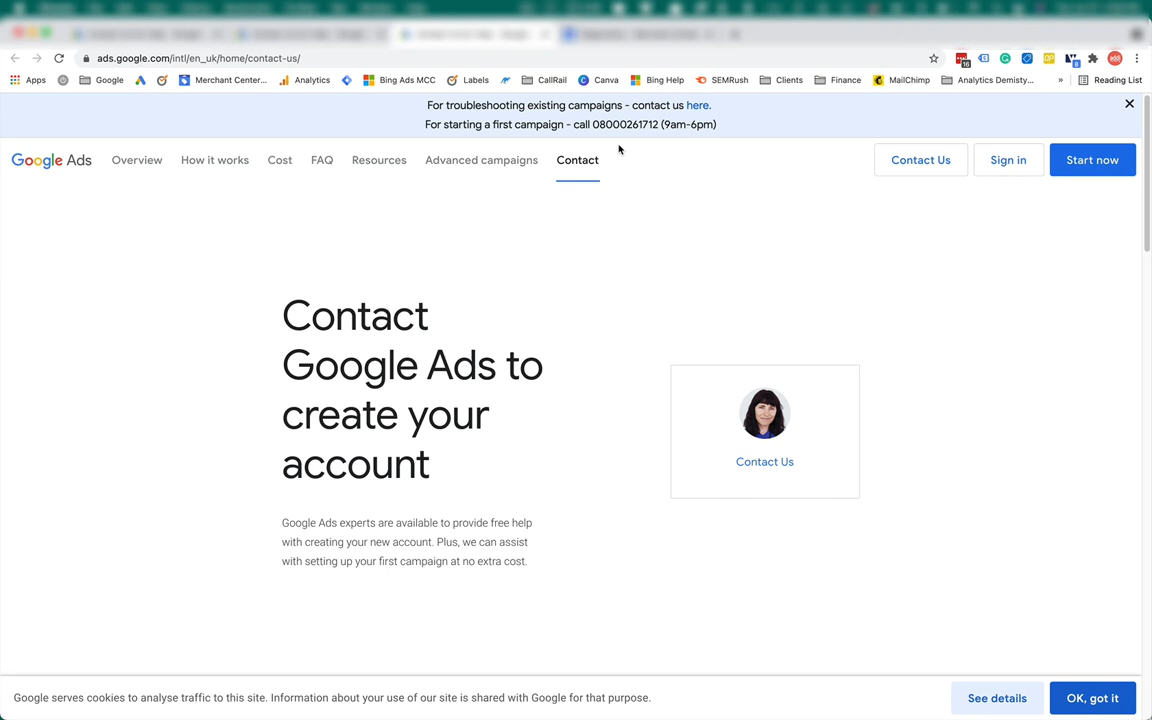 ads.google.com/intl/en_uk/home/contact-us/
Apps Google Merchant Center... Analytics Bing Ads MCC Labels CallRail Canva Bing Help SEMRush Clients Finance MailChimp Analytics Demisty... » Reading List
For troubleshooting existing campaigns - contact us here.
For starting a first campaign - call 08000261712 (9am-6pm)
Google Ads Overview How it works Cost FAQ Resources Advanced campaigns Contact Contact Us Sign in Start now
Contact
Google Ads to
create your
account
Contact Us
Google Ads experts are available to provide free help
with creating your new account. Plus, we can assist
with setting up your first campaign at no extra cost.
Google serves cookies to analyse traffic to this site. Information about your use of our site is shared with Google for that purpose. See details OK, got it